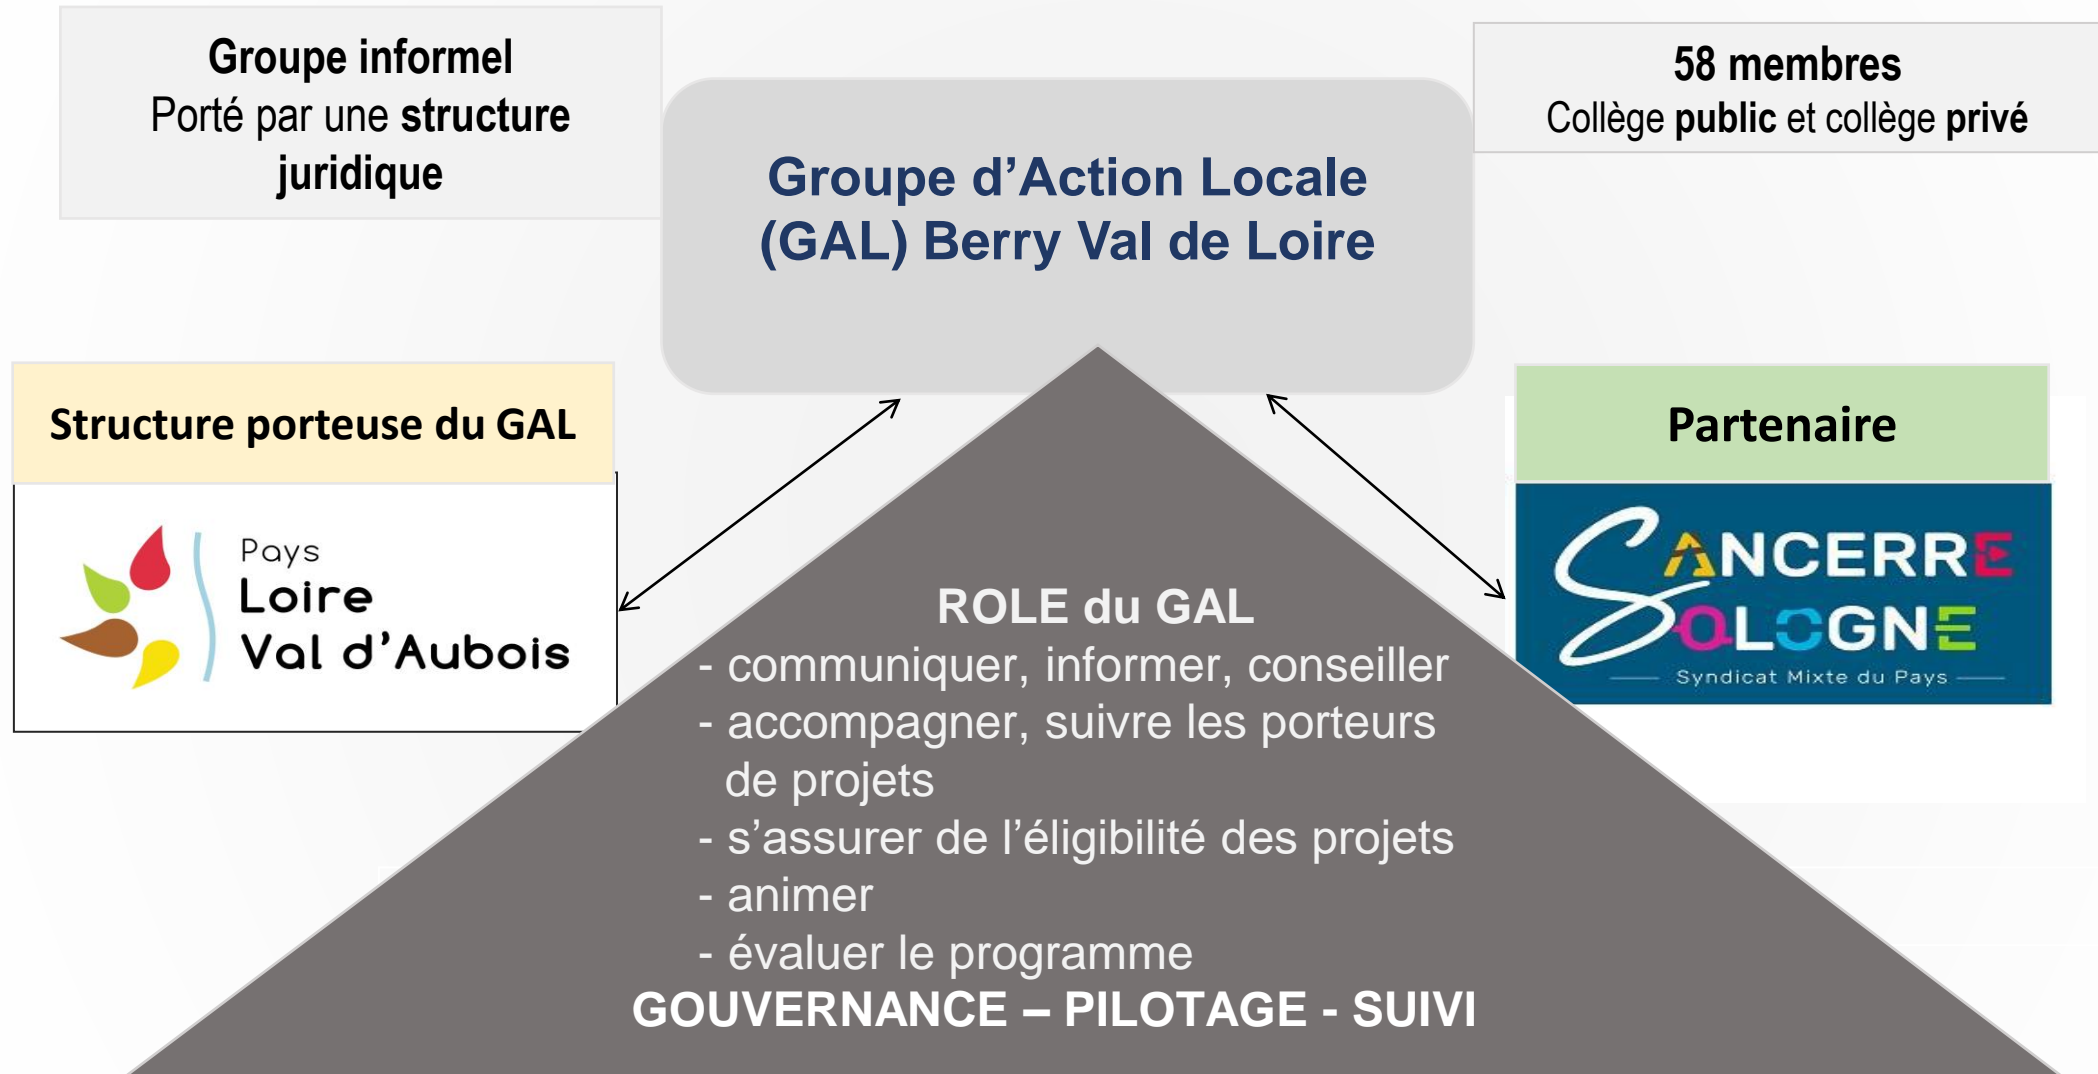 Groupe informel
Porté par une structure
juridique
58 membres
Collège public et collège privé
Groupe d’Action Locale
(GAL) Berry Val de Loire
Structure porteuse du GAL
Pays
Loire
Val d’Aubois
Partenaire
SANCERRE
SOLOGNE
Syndicat Mixte du Pays
ROLE du GAL
- communiquer, informer, conseiller
- accompagner, suivre les porteurs
de projets
- s’assurer de l’éligibilité des projets
- animer
- évaluer le programme
GOUVERNANCE – PILOTAGE - SUIVI